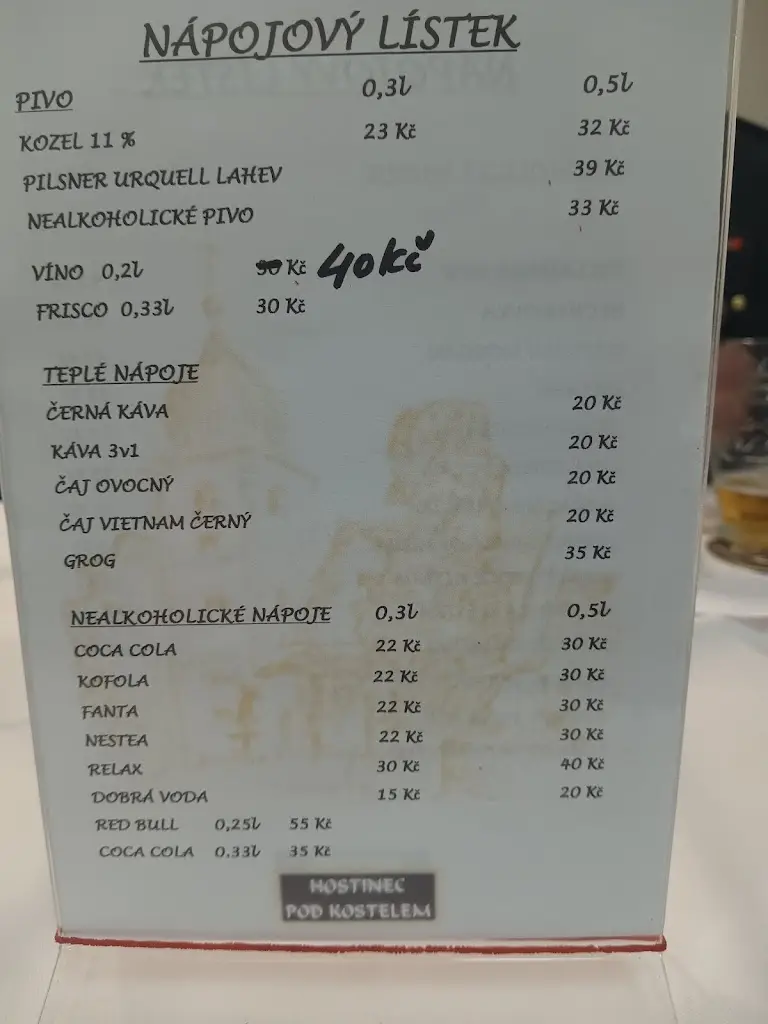 NÁPOJOVÝ LÍSTEK
PIVO 0,3l 0,5l
KOZEL 11 % 23 Kč 32 Kč
PILSNER URQUELL LAHEV 39 Kč
NEALKOHOLICKÉ PIVO 33 Kč
VÍNO 0,2l Kč 40 Kč
FRISCO 0,33l 30 Kč
TEPLÉ NÁPOJE
ČERNÁ KÁVA 20 Kč
KÁVA 3v1 20 Kč
ČAJ OVOCNÝ 20 Kč
ČAJ VIETNAM ČERNÝ 20 Kč
GROG 35 Kč
NEALKOHOLICKÉ NÁPOJE 0,3l 0,5l
COCA COLA 22 Kč 30 Kč
KOFOLA 22 Kč 30 Kč
FANTA 22 Kč 30 Kč
NESTEA 22 Kč 30 Kč
RELAX 30 Kč 40 Kč
DOBRÁ VODA 15 Kč 20 Kč
RED BULL 0,25l 55 Kč
COCA COLA 0.33l 35 Kč
HOSTINEC
POD KOSTELEM